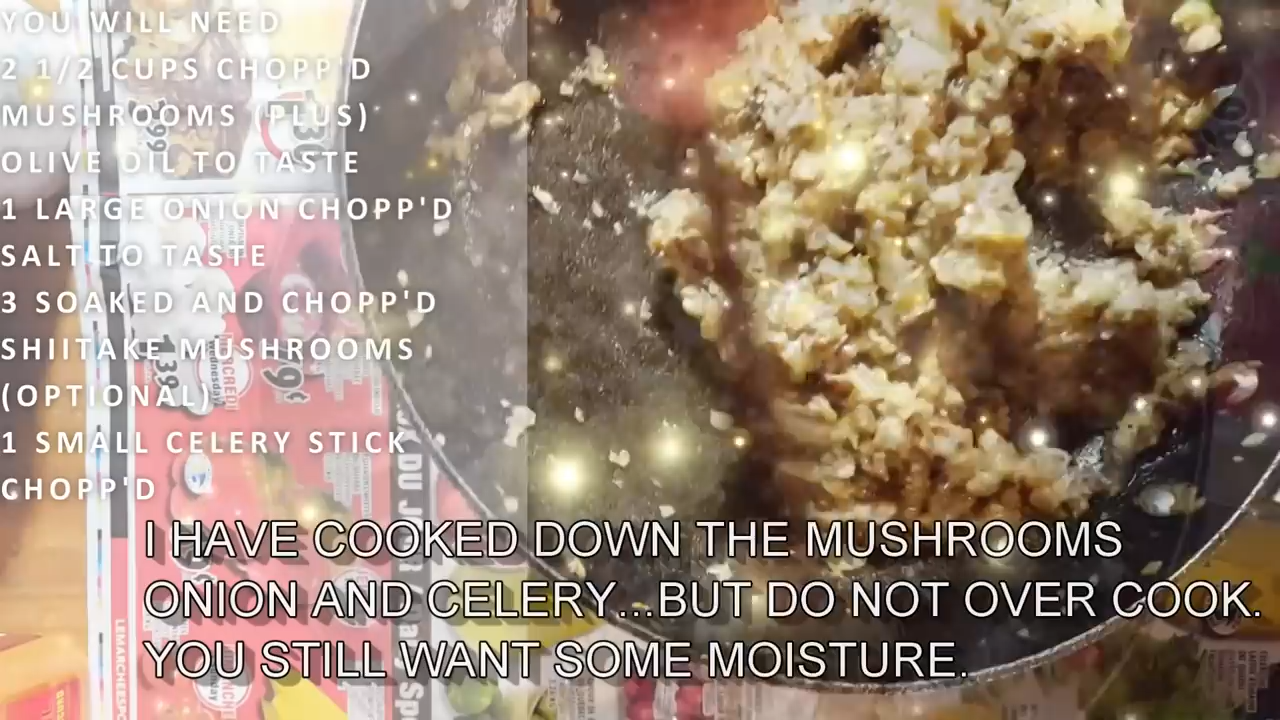 YOU WILL NEED
2 1/2 CUPS CHOPP'D
MUSHROOMS (PLUS)
OLIVE OIL TO TASTE
1 LARGE ONION CHOPP'D
SALT TO TASTE
3 SOAKED AND CHOPP'D
SHIITAKE MUSHROOMS
(OPTIONAL)
1 SMALL CELERY STICK
CHOPP'D
I HAVE COOKED DOWN THE MUSHROOMS
ONION AND CELERY...BUT DO NOT OVER COOK.
YOU STILL WANT SOME MOISTURE.